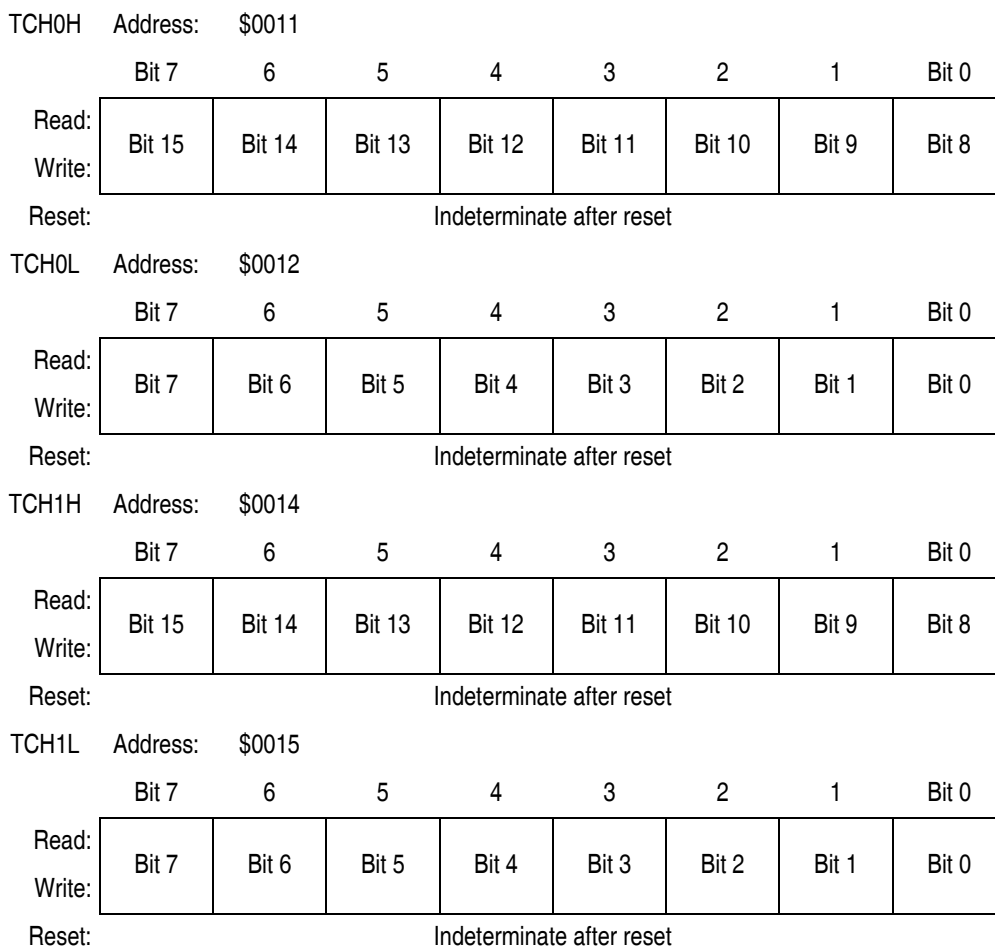 TCH0H Address: $0011
Bit 7 6 5 4 3 2 1 Bit 0
Read:
Bit 15 Bit 14 Bit 13 Bit 12 Bit 11 Bit 10 Bit 9 Bit 8
Write:
Reset: Indeterminate after reset
TCH0L Address: $0012
Bit 7 6 5 4 3 2 1 Bit 0
Read:
Bit 7 Bit 6 Bit 5 Bit 4 Bit 3 Bit 2 Bit 1 Bit 0
Write:
Reset: Indeterminate after reset
TCH1H Address: $0014
Bit 7 6 5 4 3 2 1 Bit 0
Read:
Bit 15 Bit 14 Bit 13 Bit 12 Bit 11 Bit 10 Bit 9 Bit 8
Write:
Reset: Indeterminate after reset
TCH1L Address: $0015
Bit 7 6 5 4 3 2 1 Bit 0
Read:
Bit 7 Bit 6 Bit 5 Bit 4 Bit 3 Bit 2 Bit 1 Bit 0
Write:
Reset: Indeterminate after reset